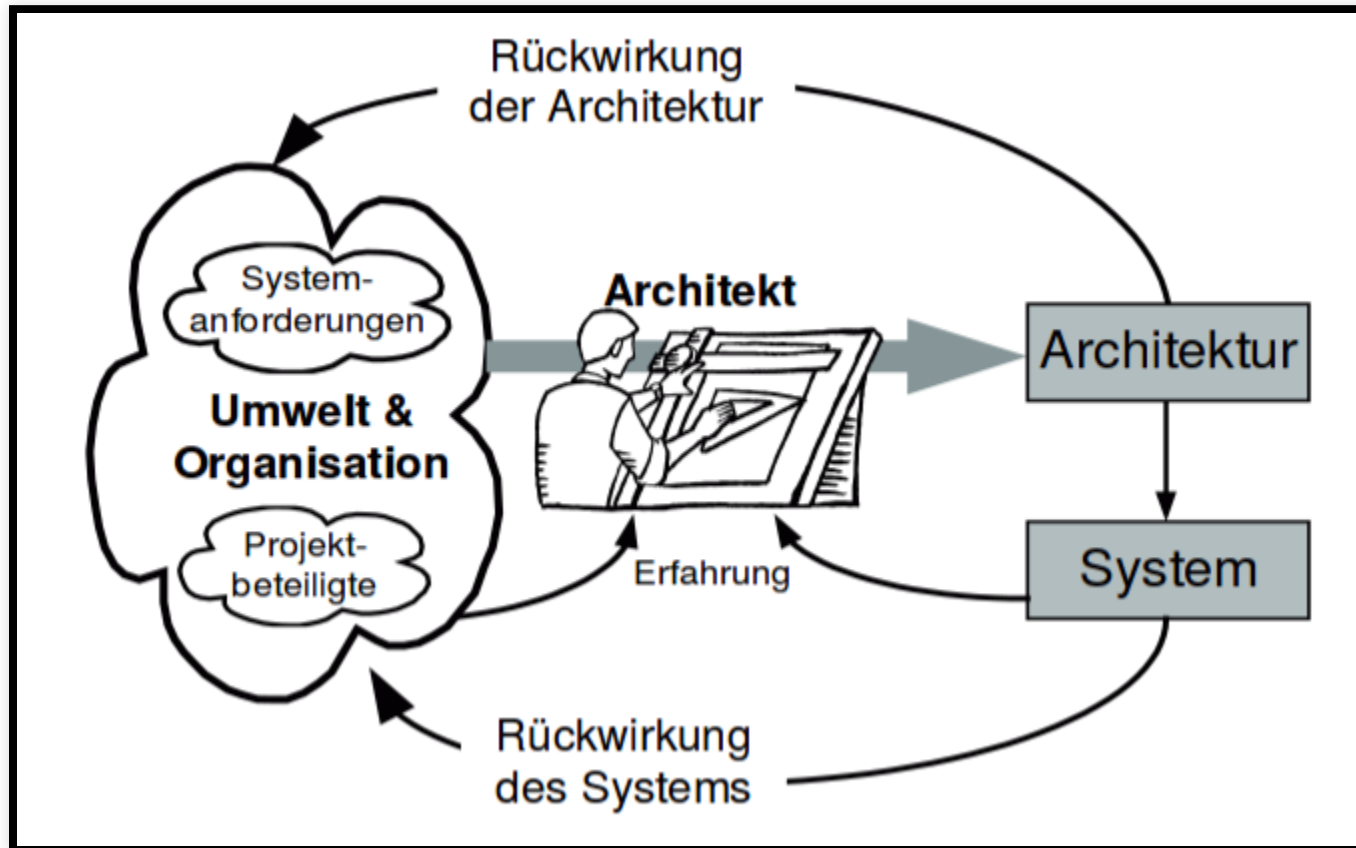 Rückwirkung
der Architektur
System-
anforderungen
Architekt
Architektur
Umwelt &
Organisation
Projekt-
beteiligte
Erfahrung
System
Rückwirkung
des Systems